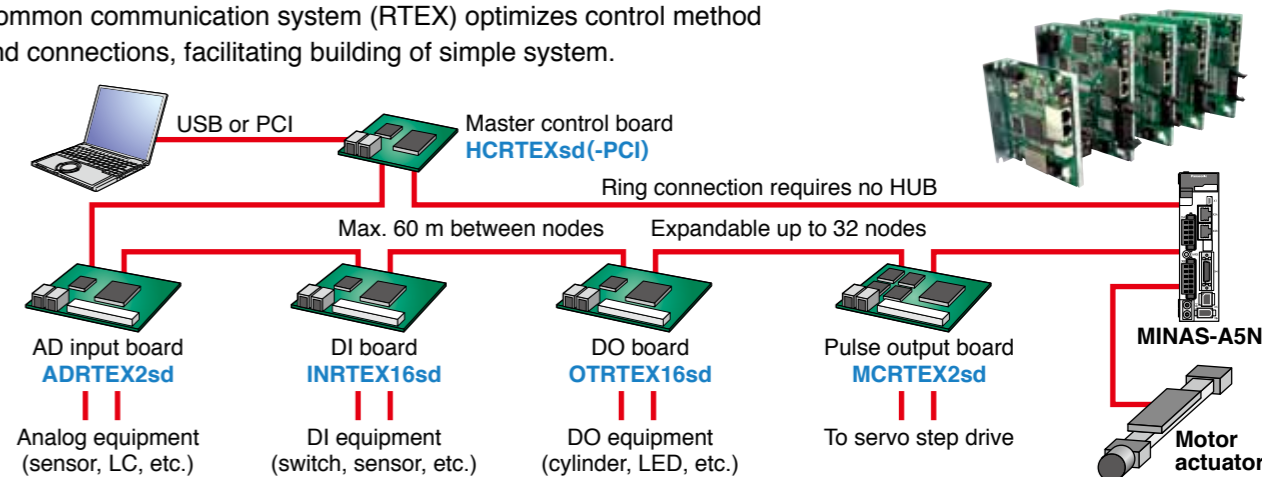 ommon communication system (RTEX) optimizes control method
nd connections, facilitating building of simple system.
USB or PCI
Master control board
HCRTEXsd(-PCI)
Ring connection requires no HUB
Max. 60 m between nodes
Expandable up to 32 nodes
AD input board
ADRTEX2sd
DI board
INRTEX16sd
DO board
OTRTEX16sd
Pulse output board
MCRTEX2sd
MINAS-A5N
Analog equipment
(sensor, LC, etc.)
DI equipment
(switch, sensor, etc.)
DO equipment
(cylinder, LED, etc.)
To servo step drive
Motor
actuator